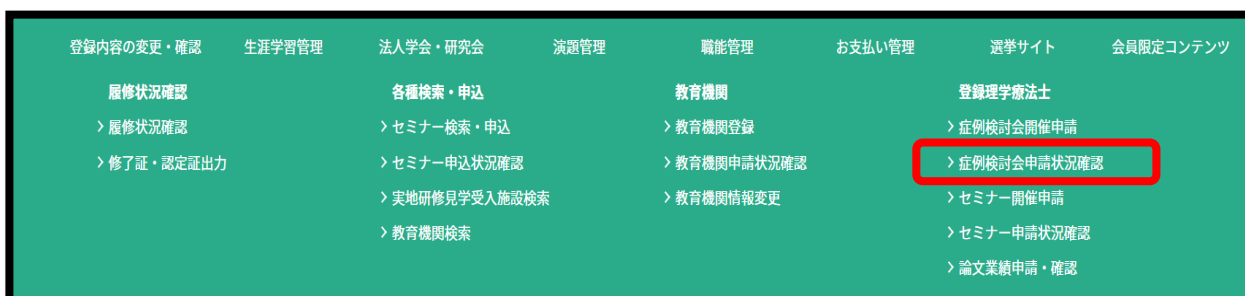 登録内容の変更・確認 生涯学習管理 法人学会・研究会 演題管理 職能管理 お支払い管理 選挙サイト 会員限定コンテンツ
履修状況確認 各種検索・申込 教育機関 登録理学療法士
> 履修状況確認 > セミナー検索・申込 > 教育機関登録 > 症例検討会開催申請
> 修了証・認定証出力 > セミナー申込状況確認 > 教育機関申請状況確認 > 症例検討会申請状況確認
> 実地研修見学受入施設検索 > 教育機関情報変更 > セミナー開催申請
> 教育機関検索 > セミナー申請状況確認
> 論文業績申請・確認